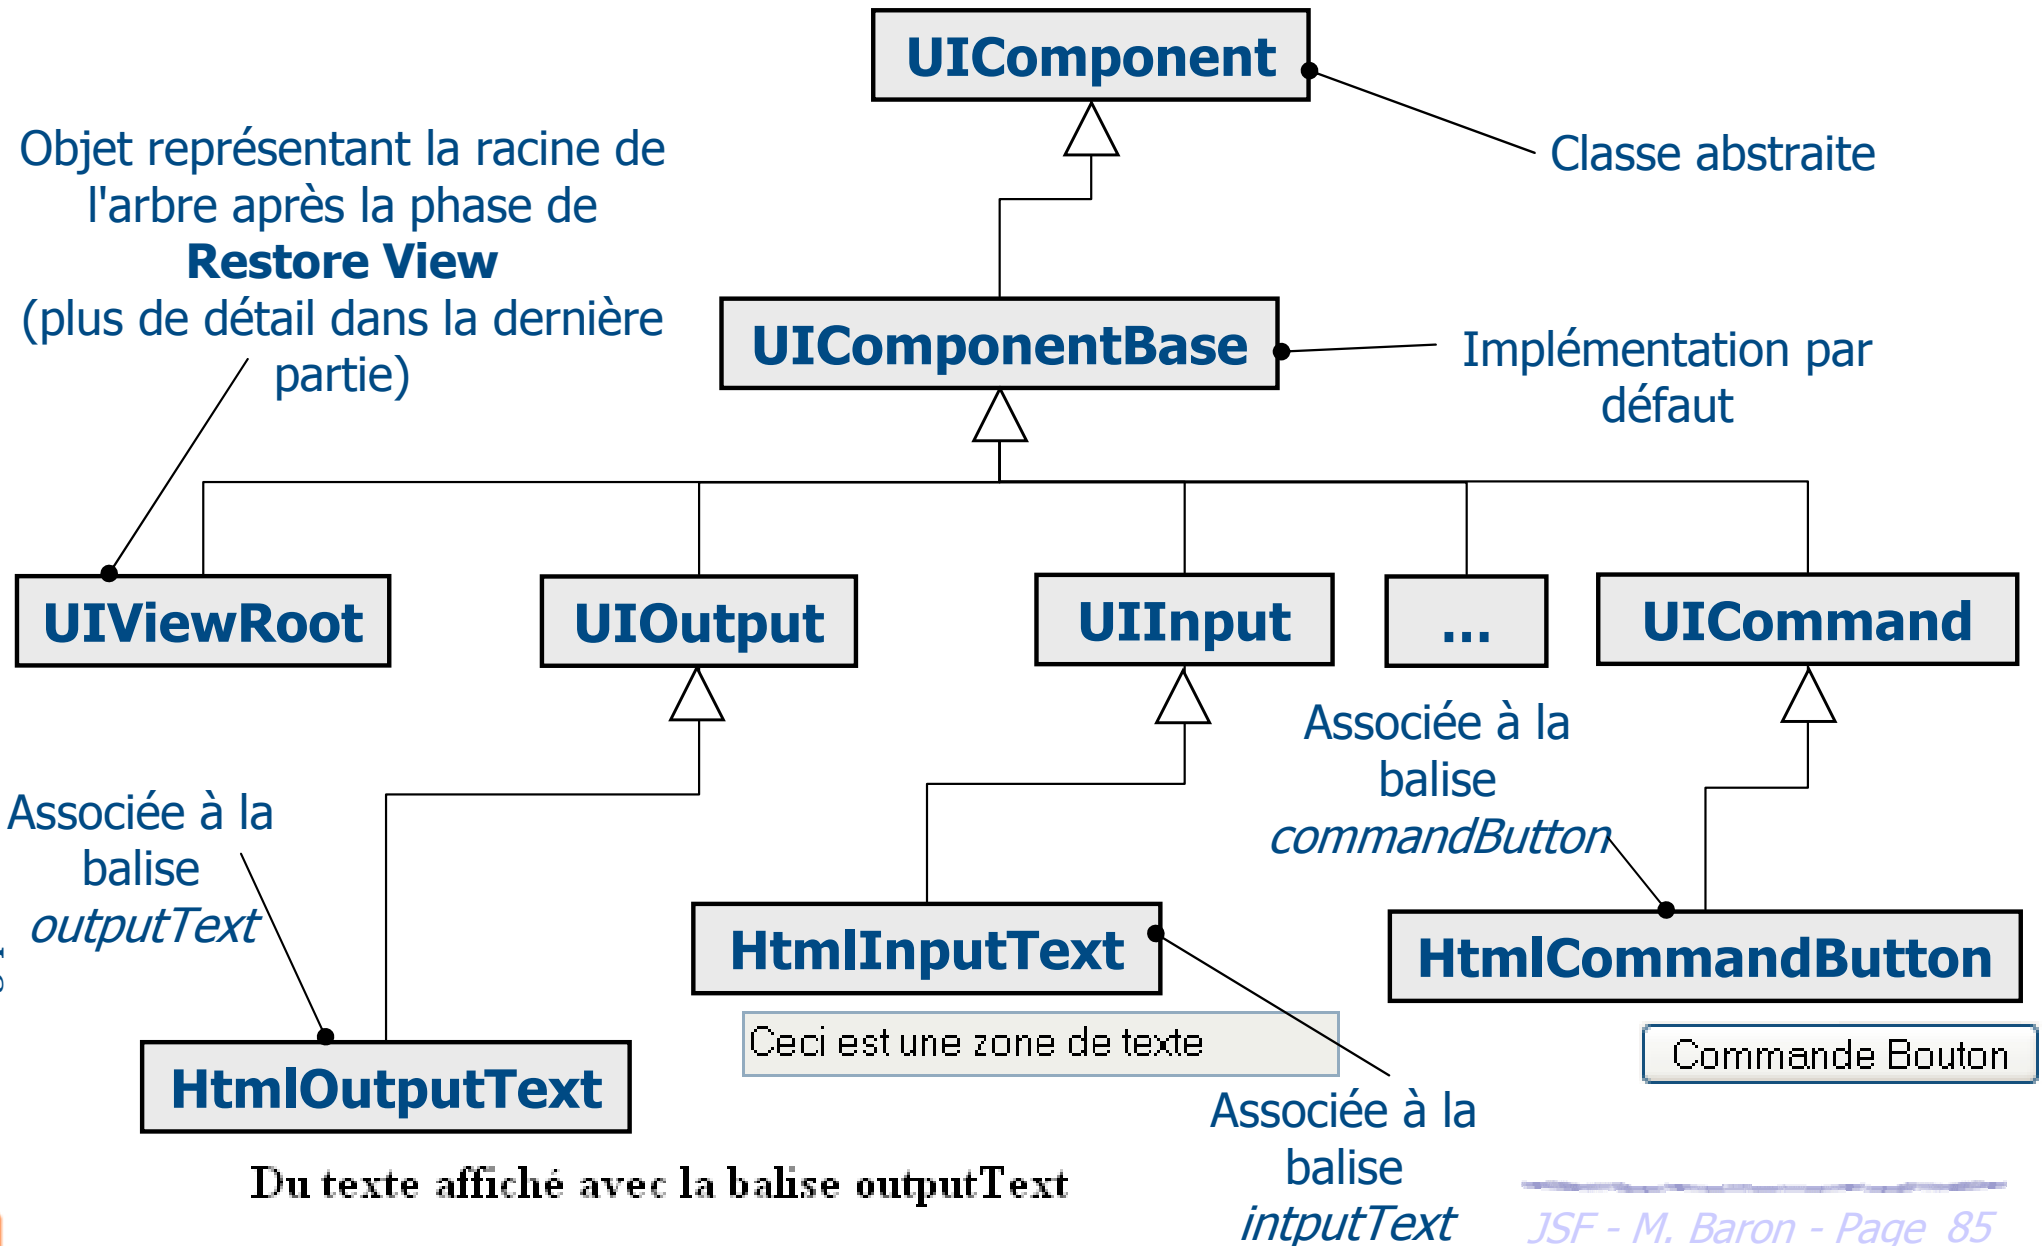 UIComponent
Objet représentant la racine de
l'arbre après la phase de
Restore View
(plus de détail dans la dernière
partie)
Classe abstraite
UIComponentBase
Implémentation par
défaut
UIViewRoot
UIOutput
UIInput
...
UICommand
Associée à la
balise
outputText
Associée à la
balise
commandButton
HtmlInputText
HtmlCommandButton
Ceci est une zone de texte
Commande Bouton
HtmlOutputText
Associée à la
balise
intputText
Du texte affiché avec la balise outputText
JSF - M. Baron - Page 85